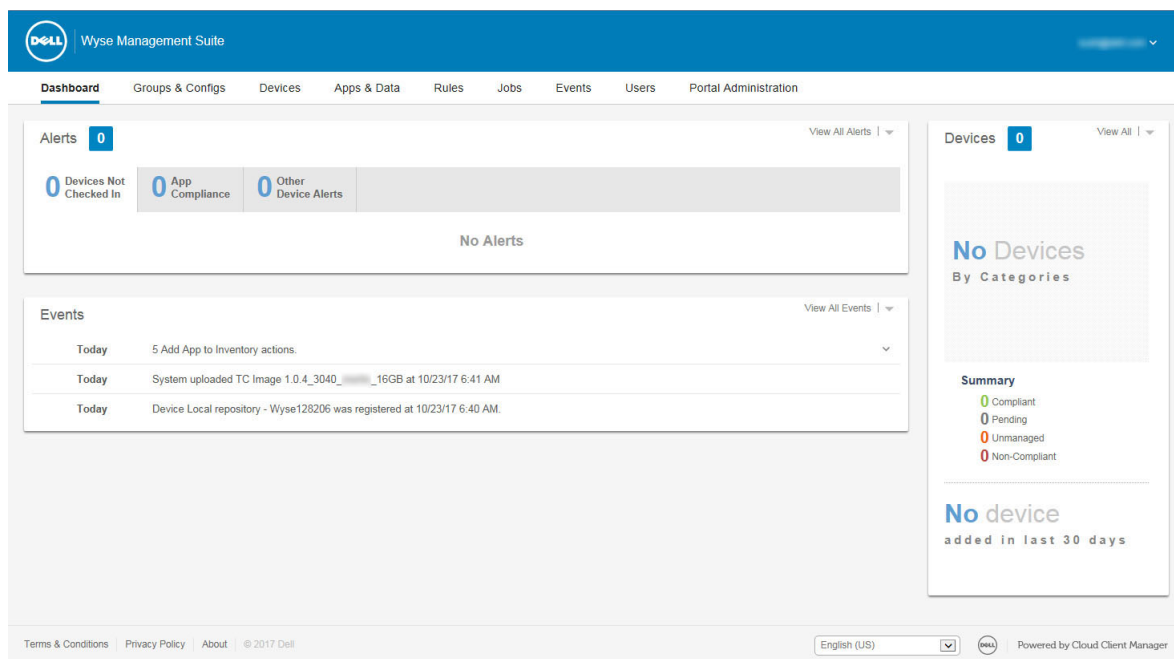 DELL Wyse Management Suite
Dashboard Groups & Configs Devices Apps & Data Rules Jobs Events Users Portal Administration
Alerts 0
View All Alerts
0 Devices Not Checked In
0 App Compliance
0 Other Device Alerts
No Alerts
Events
View All Events
Today 5 Add App to Inventory actions.
Today System uploaded TC Image 1.0.4_3040_ _16GB at 10/23/17 6:41 AM
Today Device Local repository - Wyse128206 was registered at 10/23/17 6:40 AM.
Devices 0
View All
No Devices
By Categories
Summary
0 Compliant
0 Pending
0 Unmanaged
0 Non-Compliant
No device
added in last 30 days
Terms & Conditions Privacy Policy About © 2017 Dell
English (US)
DELL Powered by Cloud Client Manager